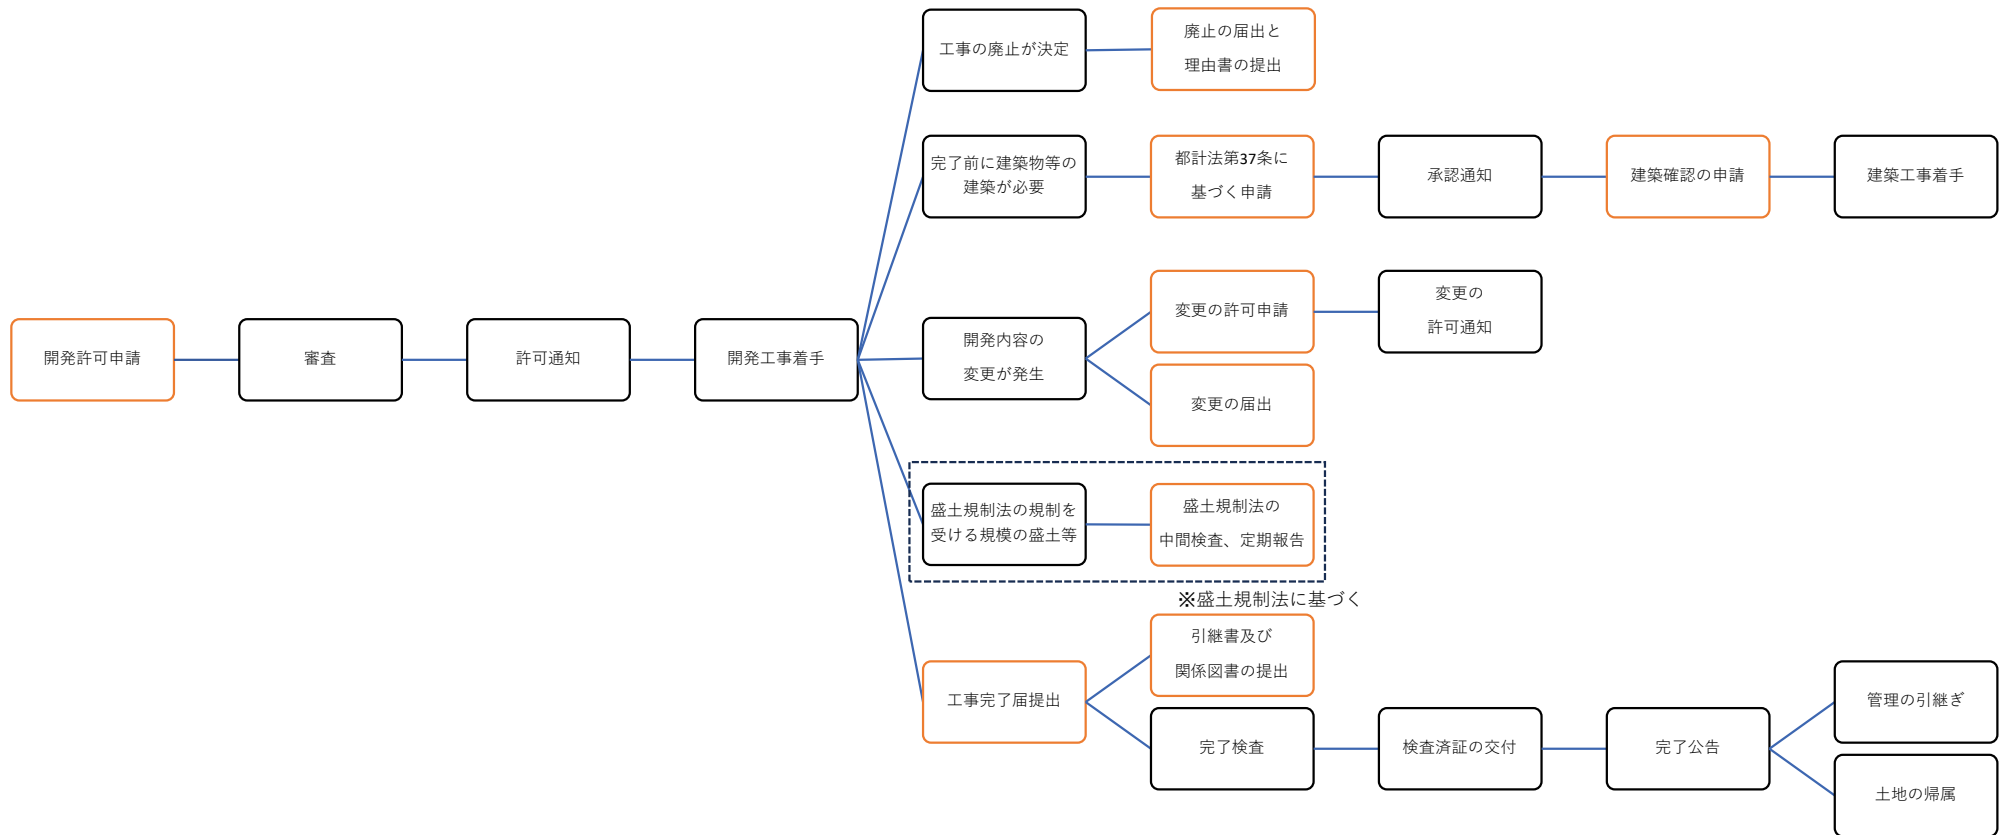 工事の廃止が決定
廃止の届出と
理由書の提出
完了前に建築物等の
建築が必要
都計法第37条に
基づく申請
承認通知
建築確認の申請
建築工事着手
開発許可申請
審査
許可通知
開発工事着手
開発内容の
変更が発生
変更の許可申請
変更の
許可通知
変更の届出
盛土規制法の規制を
受ける規模の盛土等
盛土規制法の
中間検査、定期報告
※盛土規制法に基づく
工事完了届提出
引継書及び
関係図書の提出
完了検査
検査済証の交付
完了公告
管理の引継ぎ
土地の帰属